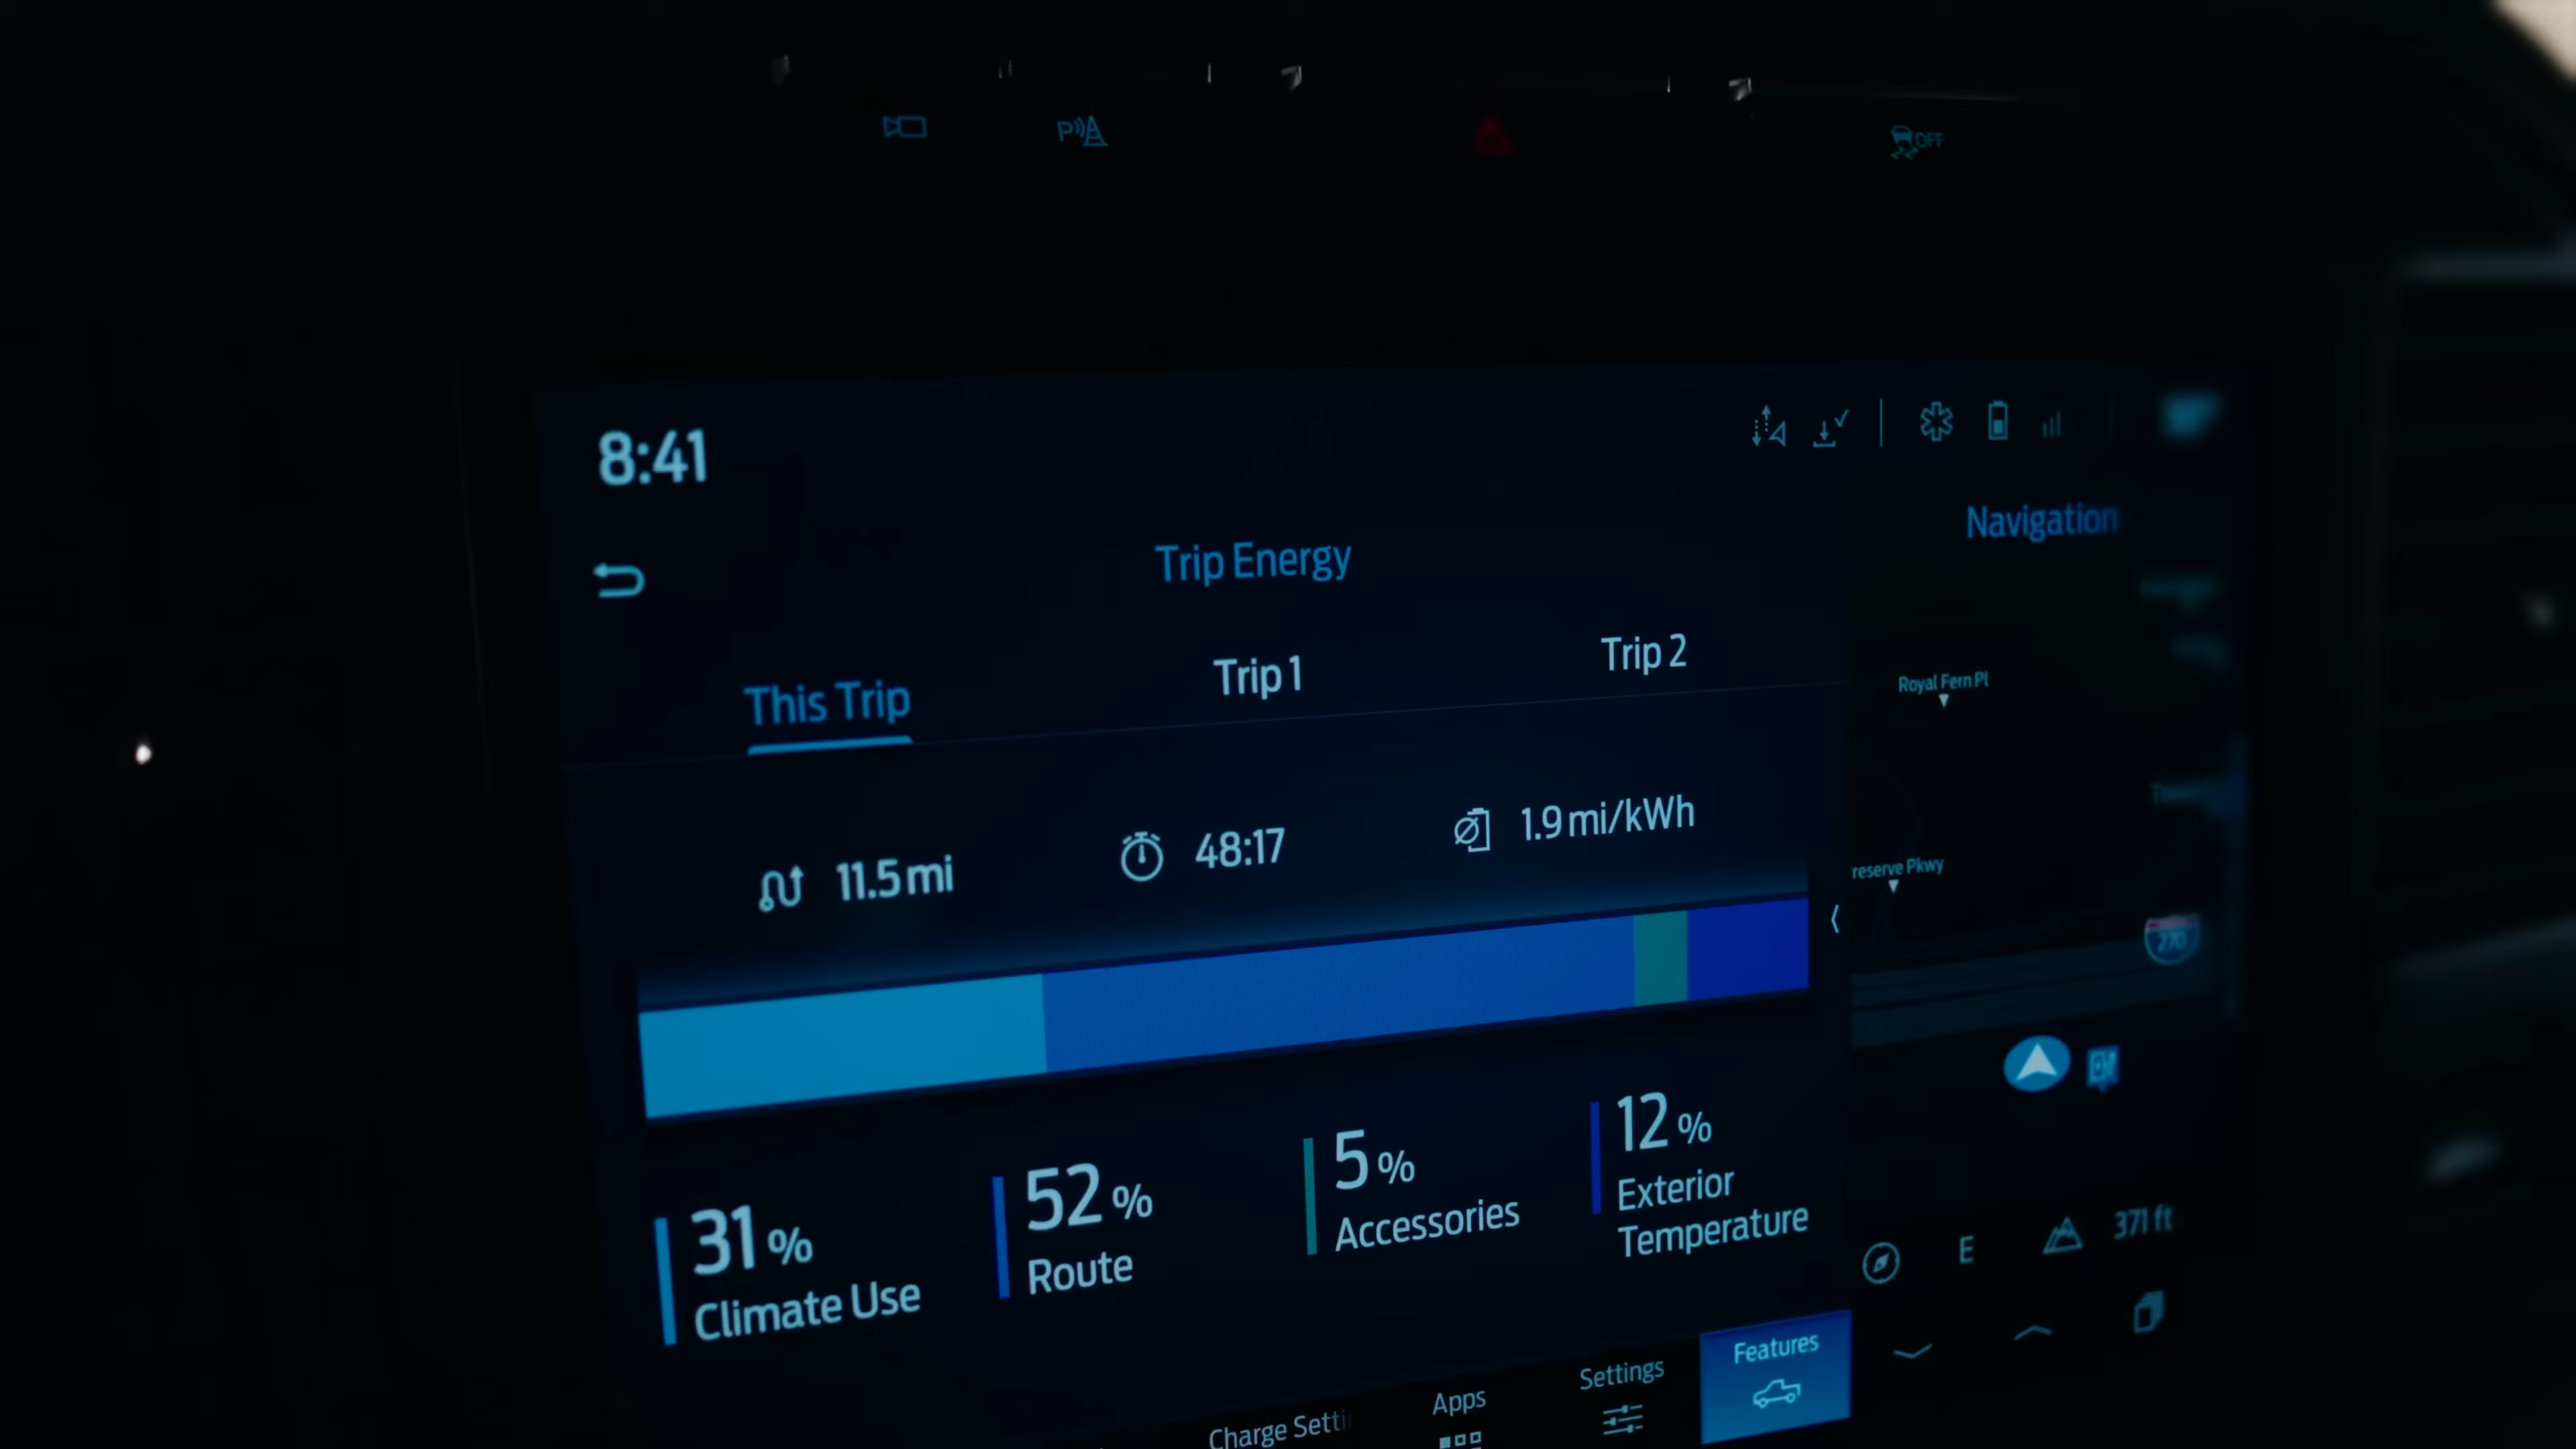 P
OFF
8:41
Navigation
Trip Energy
This Trip
Trip 1
Trip 2
Royal Fern Pl
11.5 mi
48:17
1.9 mi/kWh
reserve Pkwy
270
31 %
Climate Use
52 %
Route
5 %
Accessories
12 %
Exterior
Temperature
E
371 ft
Charge Setti
Apps
Settings
Features